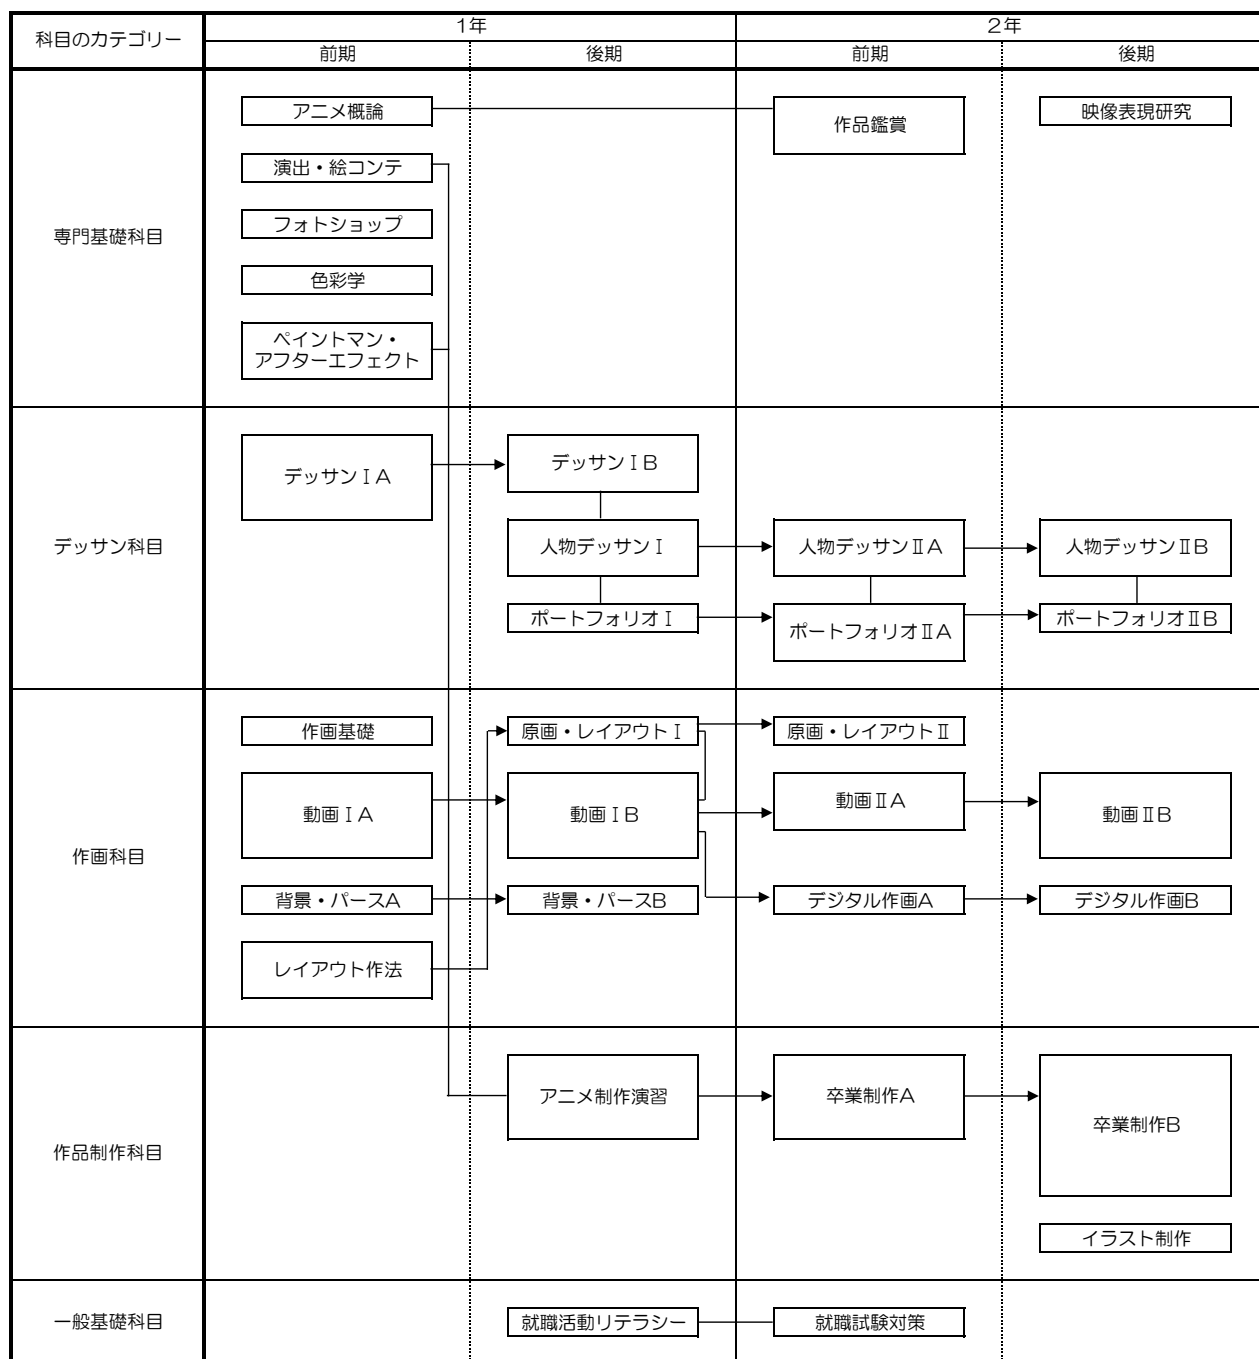 科目のカテゴリー
1年
2年
前期
後期
前期
後期
専門基礎科目
アニメ概論
作品鑑賞
映像表現研究
演出・絵コンテ
フォトショップ
色彩学
ペイントマン・
アフターエフェクト
デッサン科目
デッサンⅠA
デッサンⅠB
人物デッサンⅠ
人物デッサンⅡA
人物デッサンⅡB
ポートフォリオⅠ
ポートフォリオⅡA
ポートフォリオⅡB
作画科目
作画基礎
原画・レイアウトⅠ
原画・レイアウトⅡ
動画ⅠA
動画ⅠB
動画ⅡA
動画ⅡB
背景・パースA
背景・パースB
デジタル作画A
デジタル作画B
レイアウト作法
作品制作科目
アニメ制作演習
卒業制作A
卒業制作B
イラスト制作
一般基礎科目
就職活動リテラシー
就職試験対策